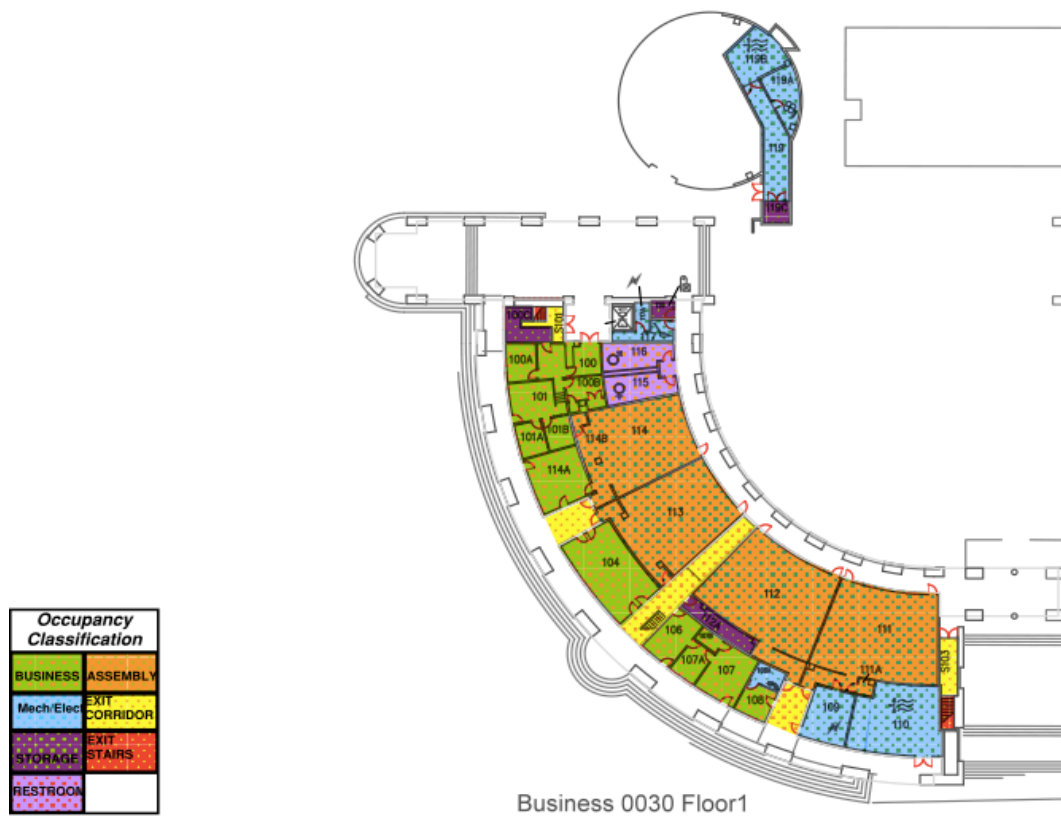 119B
119A
119
119C
100C
S101
116
100A
100
115
100B
101
114
101B
101A
114B
114A
113
104
112
112A
106
111
107A
107
111A
S103
108
109
110
Occupancy
Classification
BUSINESS ASSEMBLY
Mech/Elect EXIT CORRIDOR
STORAGE EXIT STAIRS
RESTROOM
Business 0030 Floor1